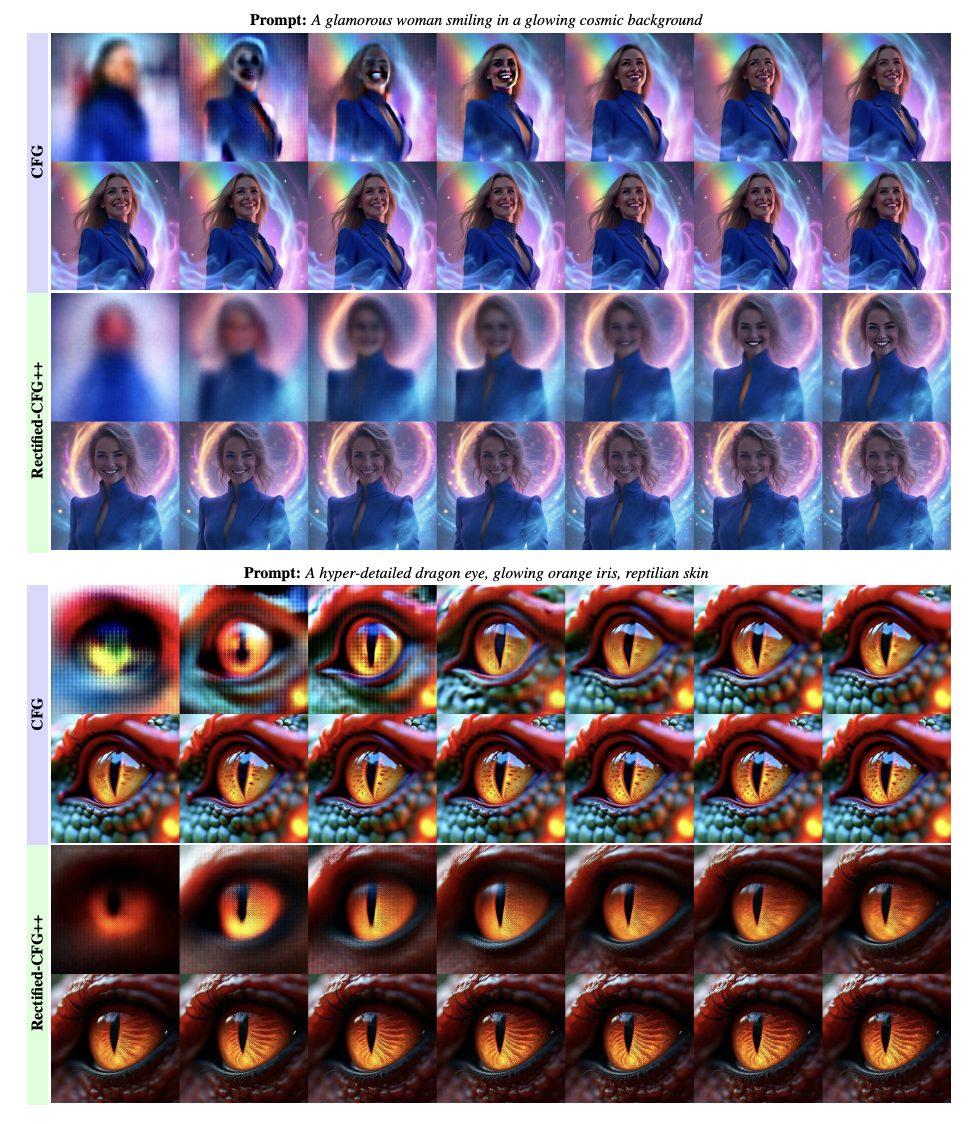 Prompt: A glamorous woman smiling in a glowing cosmic background
CFG
Rectified-CFG++
Prompt: A hyper-detailed dragon eye, glowing orange iris, reptilian skin
CFG
Rectified-CFG++